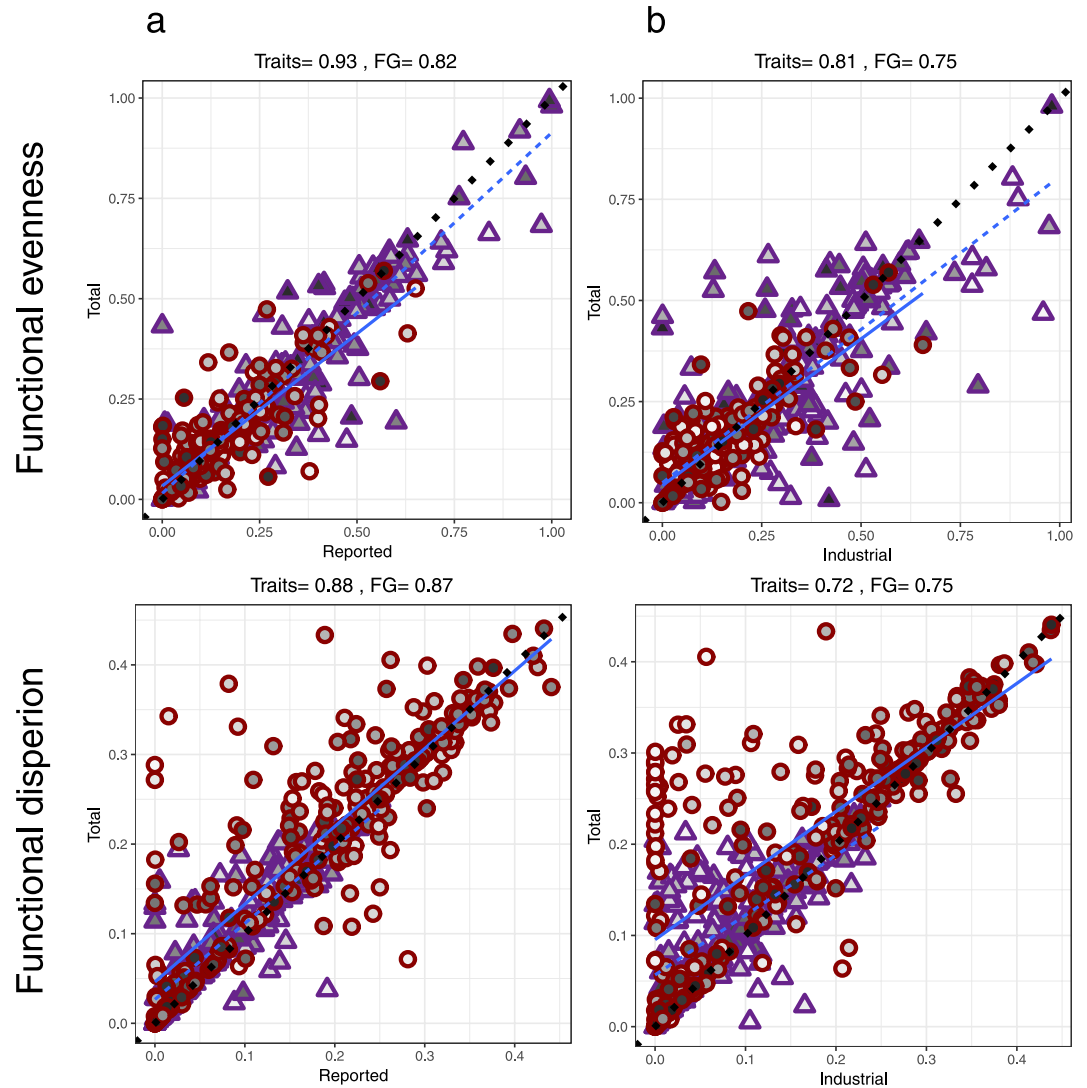 a
b
Traits= 0.93 , FG= 0.82
Traits= 0.81 , FG= 0.75
Functional evenness
Total
1.00
0.75
0.50
0.25
0.00
0.00 0.25 0.50 0.75 1.00
Reported
Total
1.00
0.75
0.50
0.25
0.00
0.00 0.25 0.50 0.75 1.00
Industrial
Traits= 0.88 , FG= 0.87
Traits= 0.72 , FG= 0.75
Functional disperion
Total
0.4
0.3
0.2
0.1
0.0
0.0 0.1 0.2 0.3 0.4
Reported
Total
0.4
0.3
0.2
0.1
0.0
0.0 0.1 0.2 0.3 0.4
Industrial